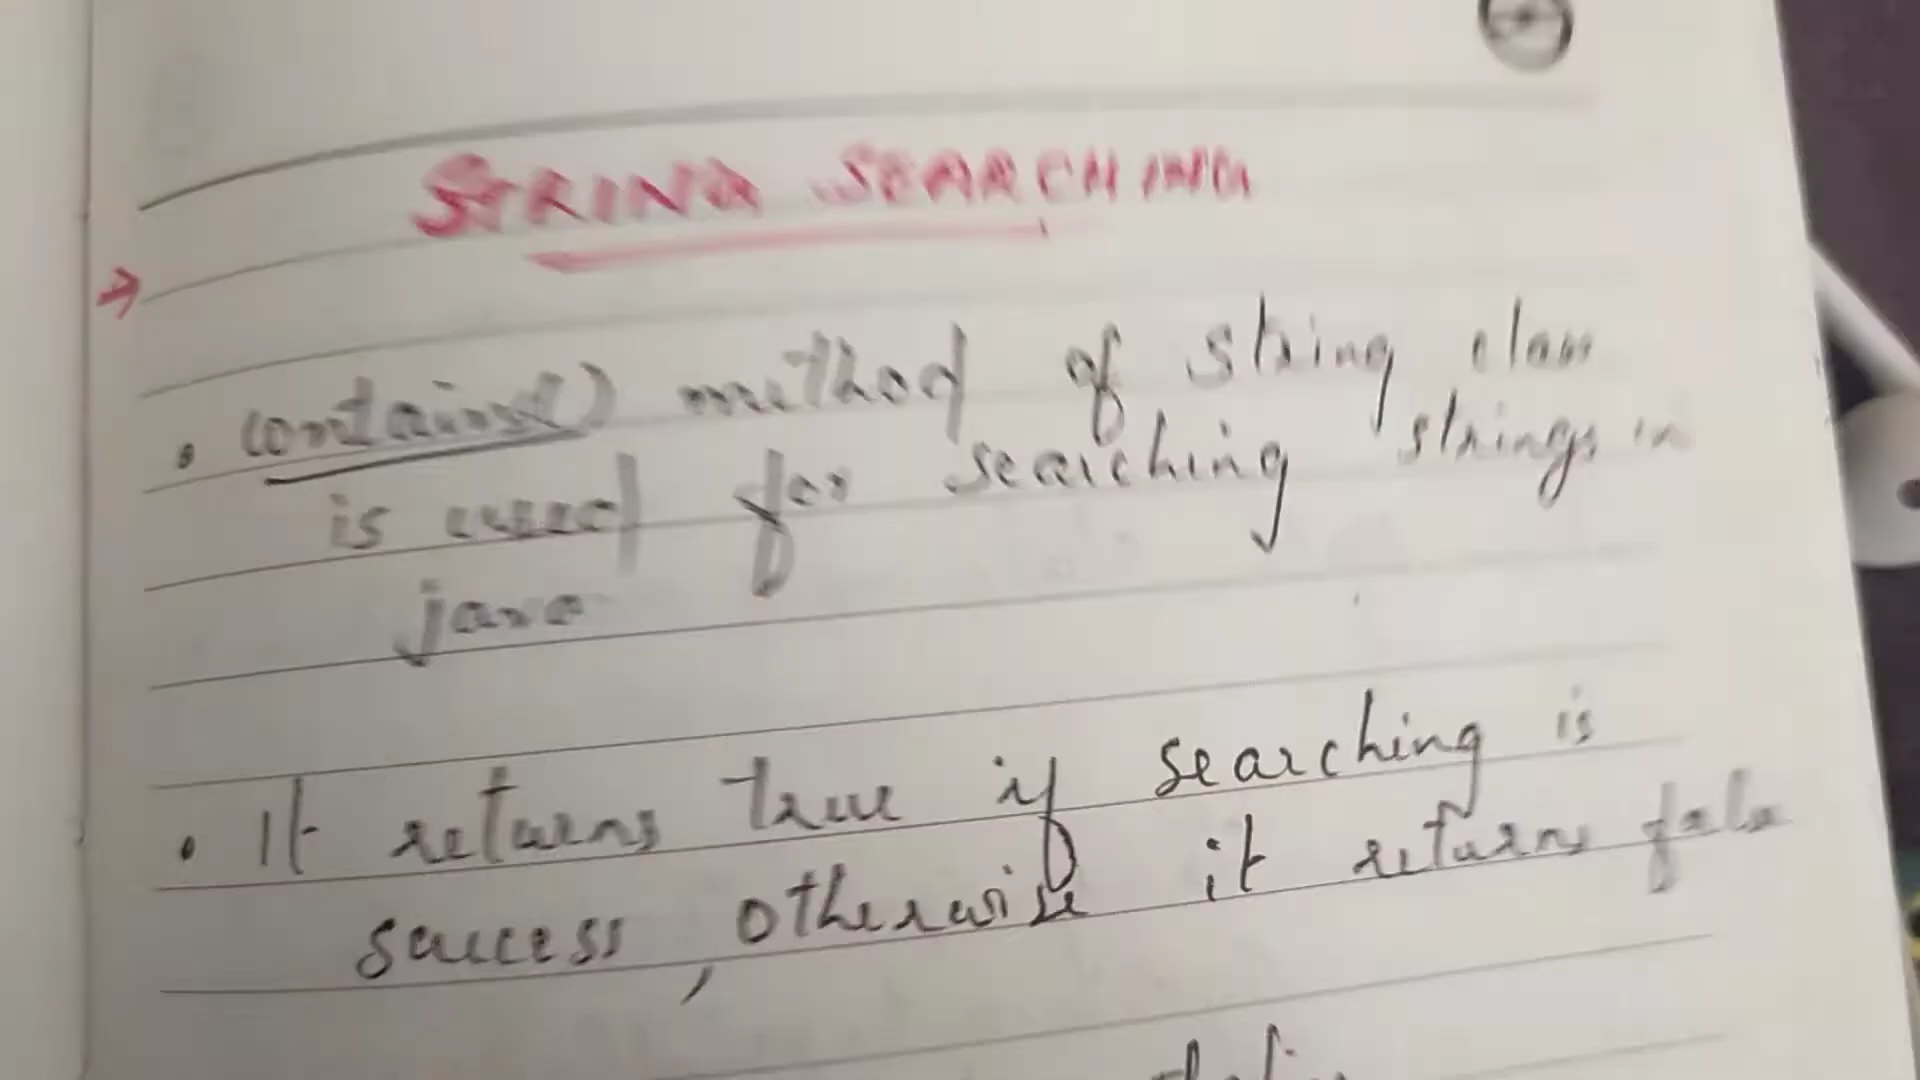 STRING SEARCHING
→
• contains() method of string class
is used for searching strings in
java
• It returns true if searching is
success, otherwise it returns false